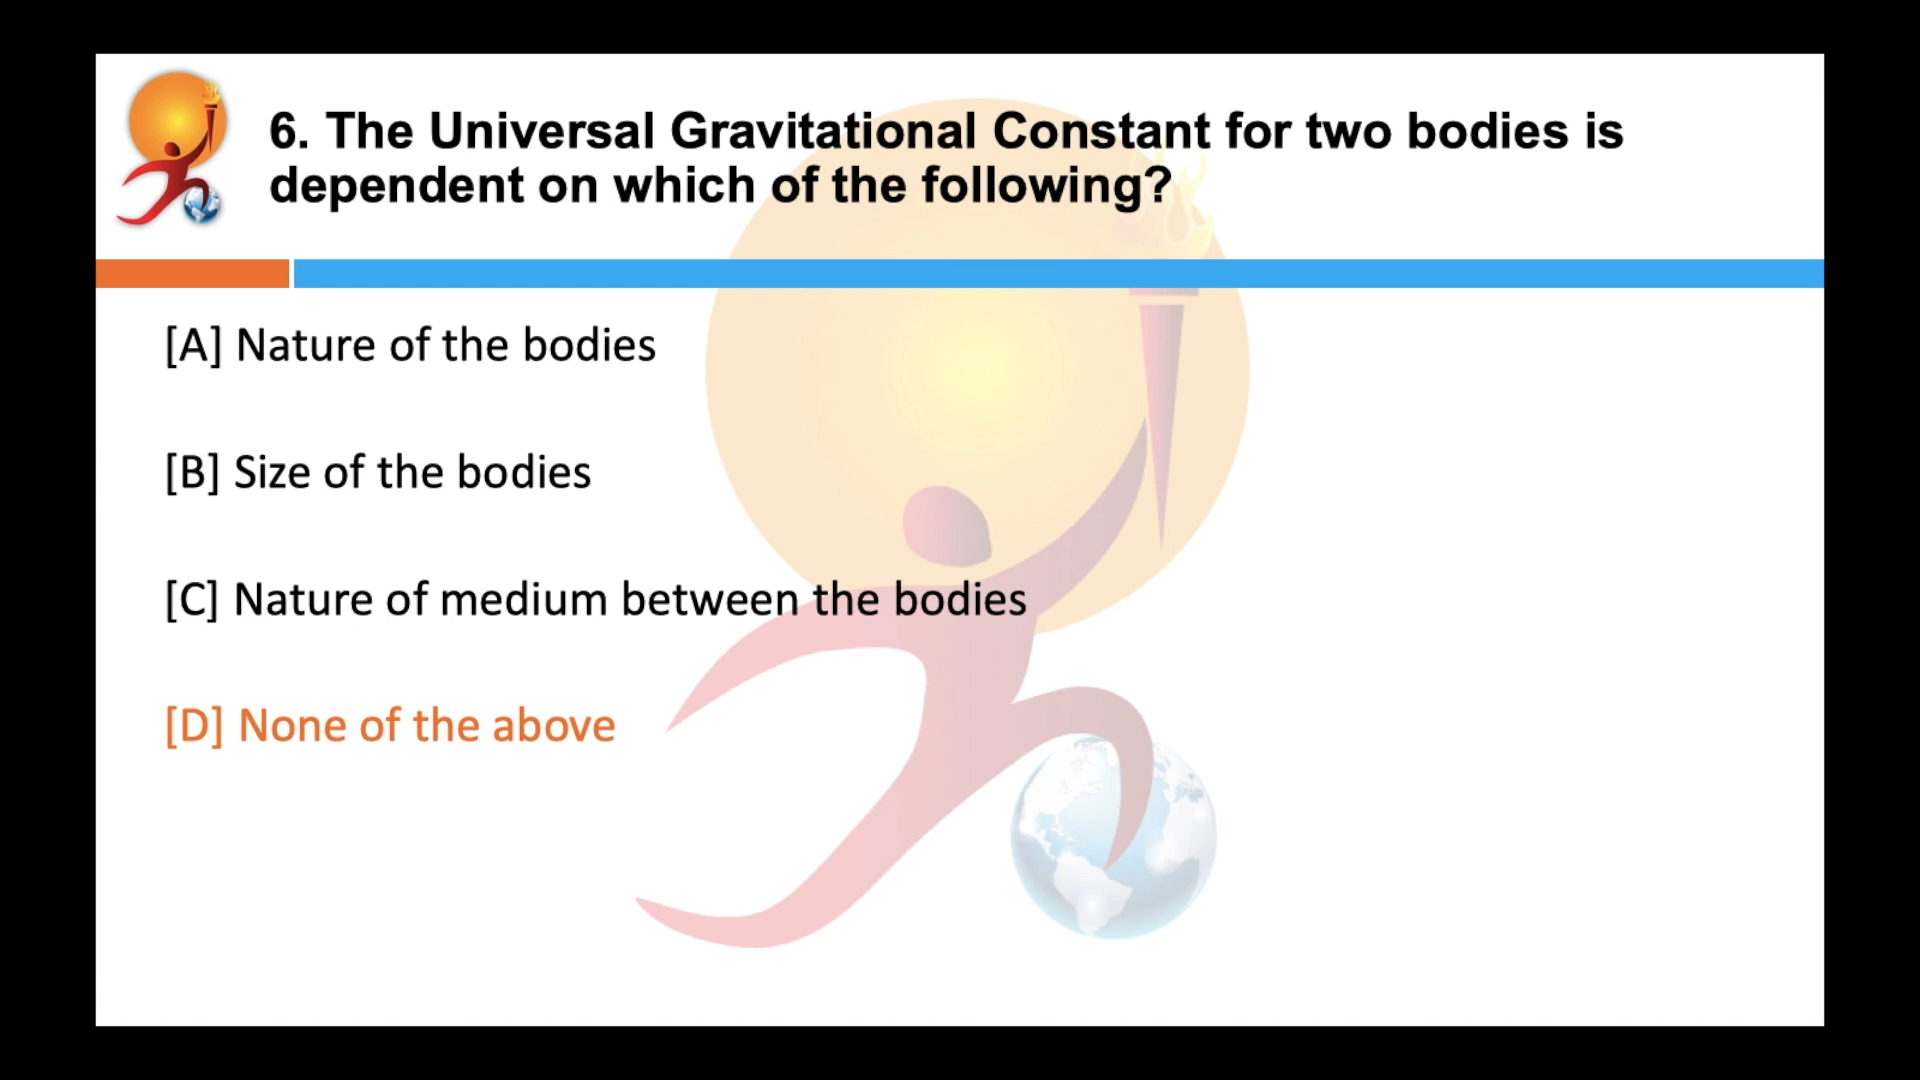 6. The Universal Gravitational Constant for two bodies is
dependent on which of the following?
[A] Nature of the bodies
[B] Size of the bodies
[C] Nature of medium between the bodies
[D] None of the above